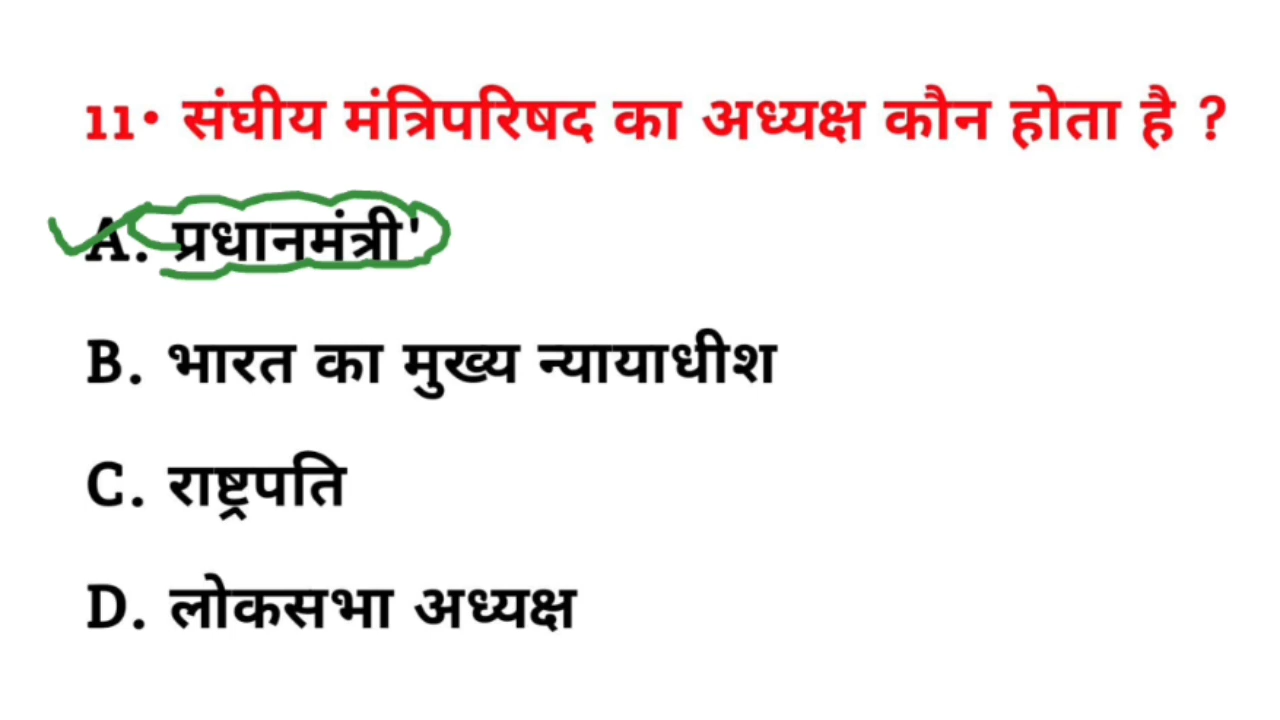 11• संघीय मंत्रिपरिषद का अध्यक्ष कौन होता है ?
A. प्रधानमंत्री'
B. भारत का मुख्य न्यायाधीश
C. राष्ट्रपति
D. लोकसभा अध्यक्ष